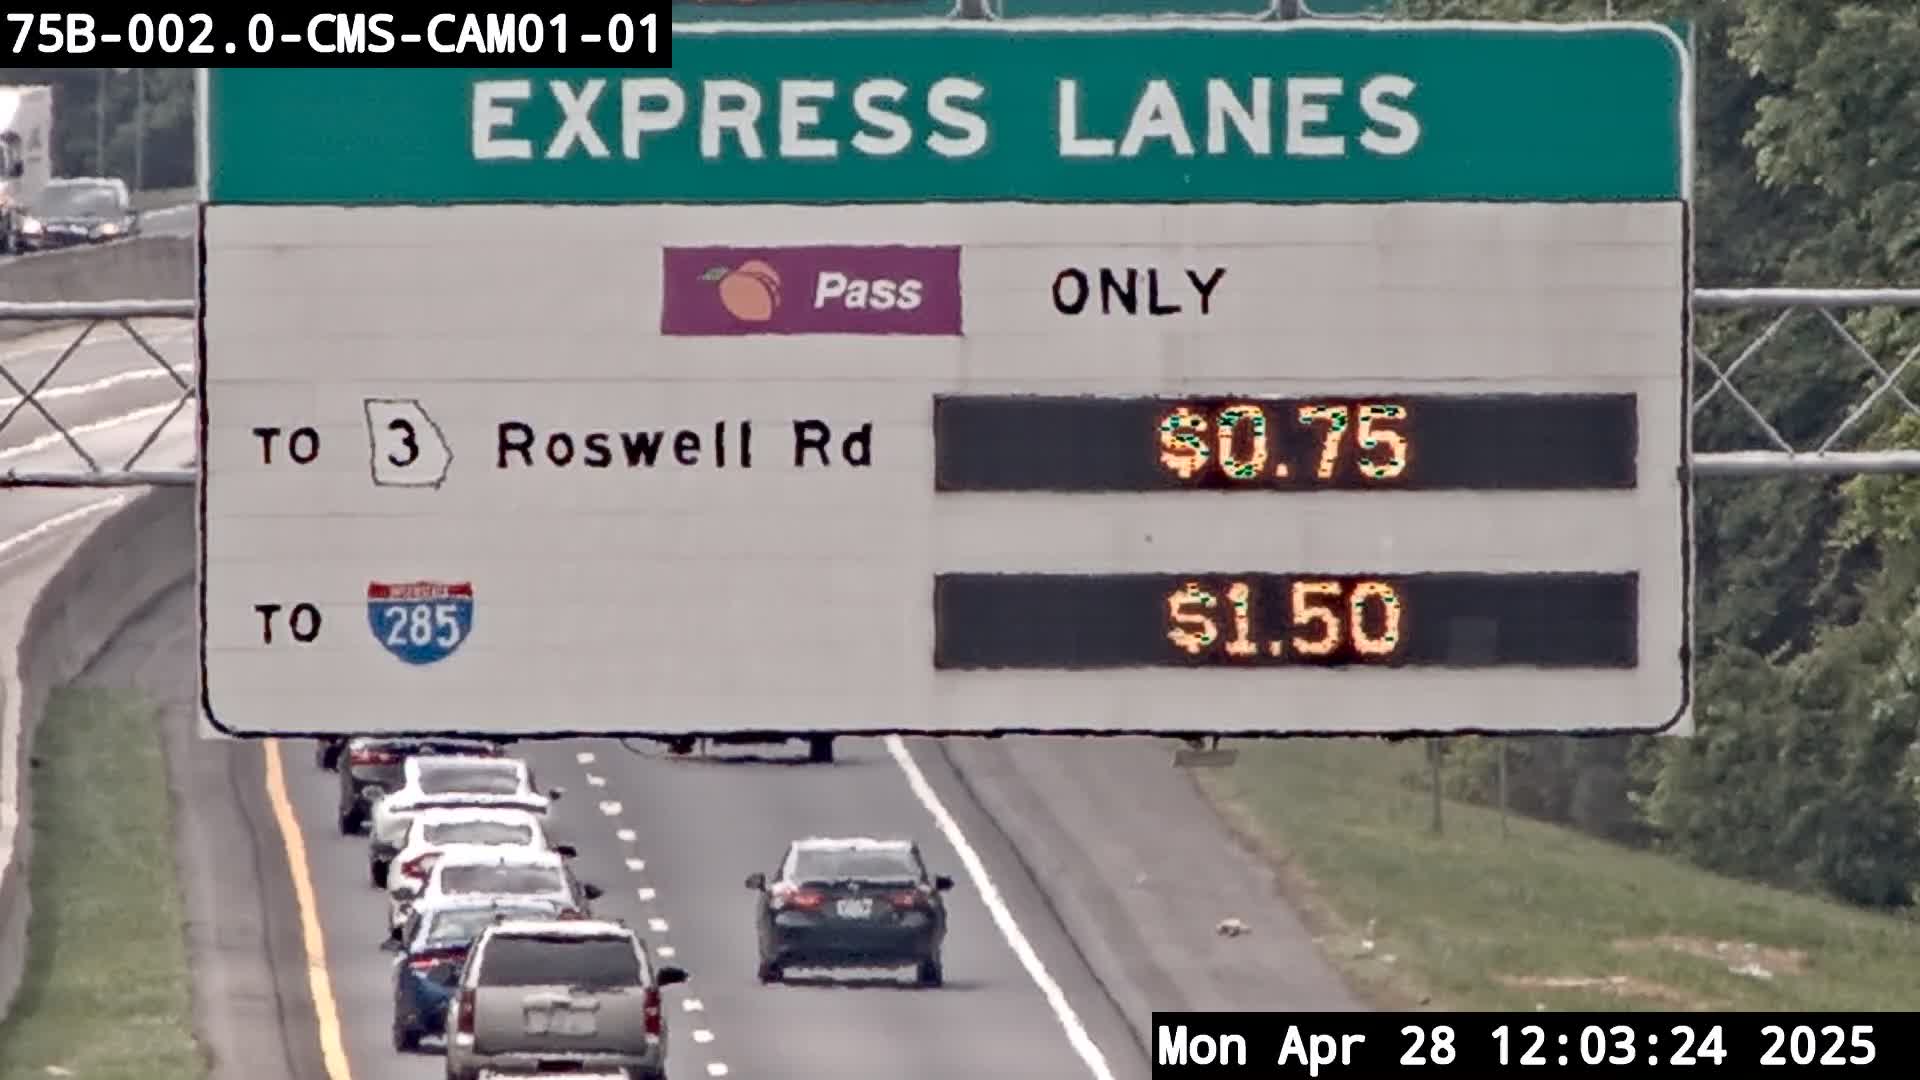 75B-002.0-CMS-CAM01-01
EXPRESS LANES
Pass ONLY
TO 3 Roswell Rd $0.75
INTERSTATE
TO 285 $1.50
Mon Apr 28 12:03:24 2025